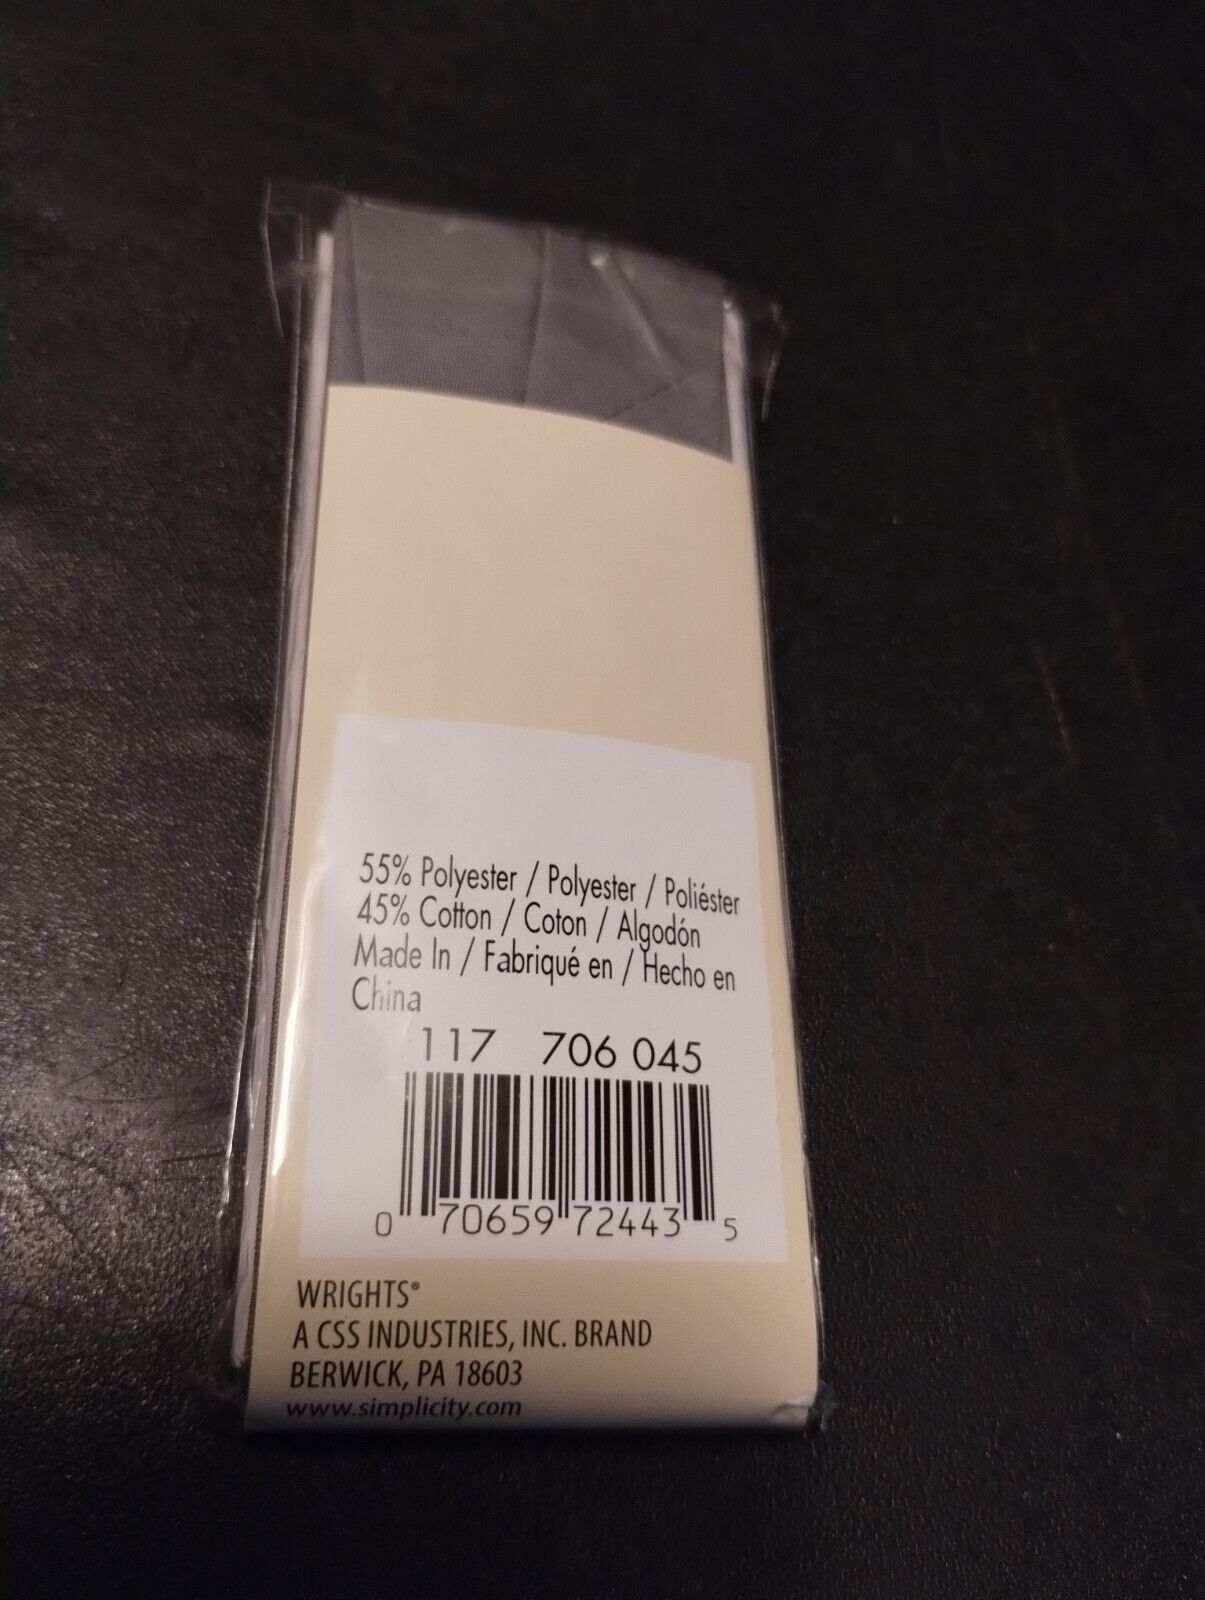 55% Polyester / Polyester / Poliéster
45% Cotton / Coton / Algodón
Made In / Fabriqué en / Hecho en
China
117 706 045
0 70659 72443 5
WRIGHTS®
A CSS INDUSTRIES, INC. BRAND
BERWICK, PA 18603
www.simplicity.com